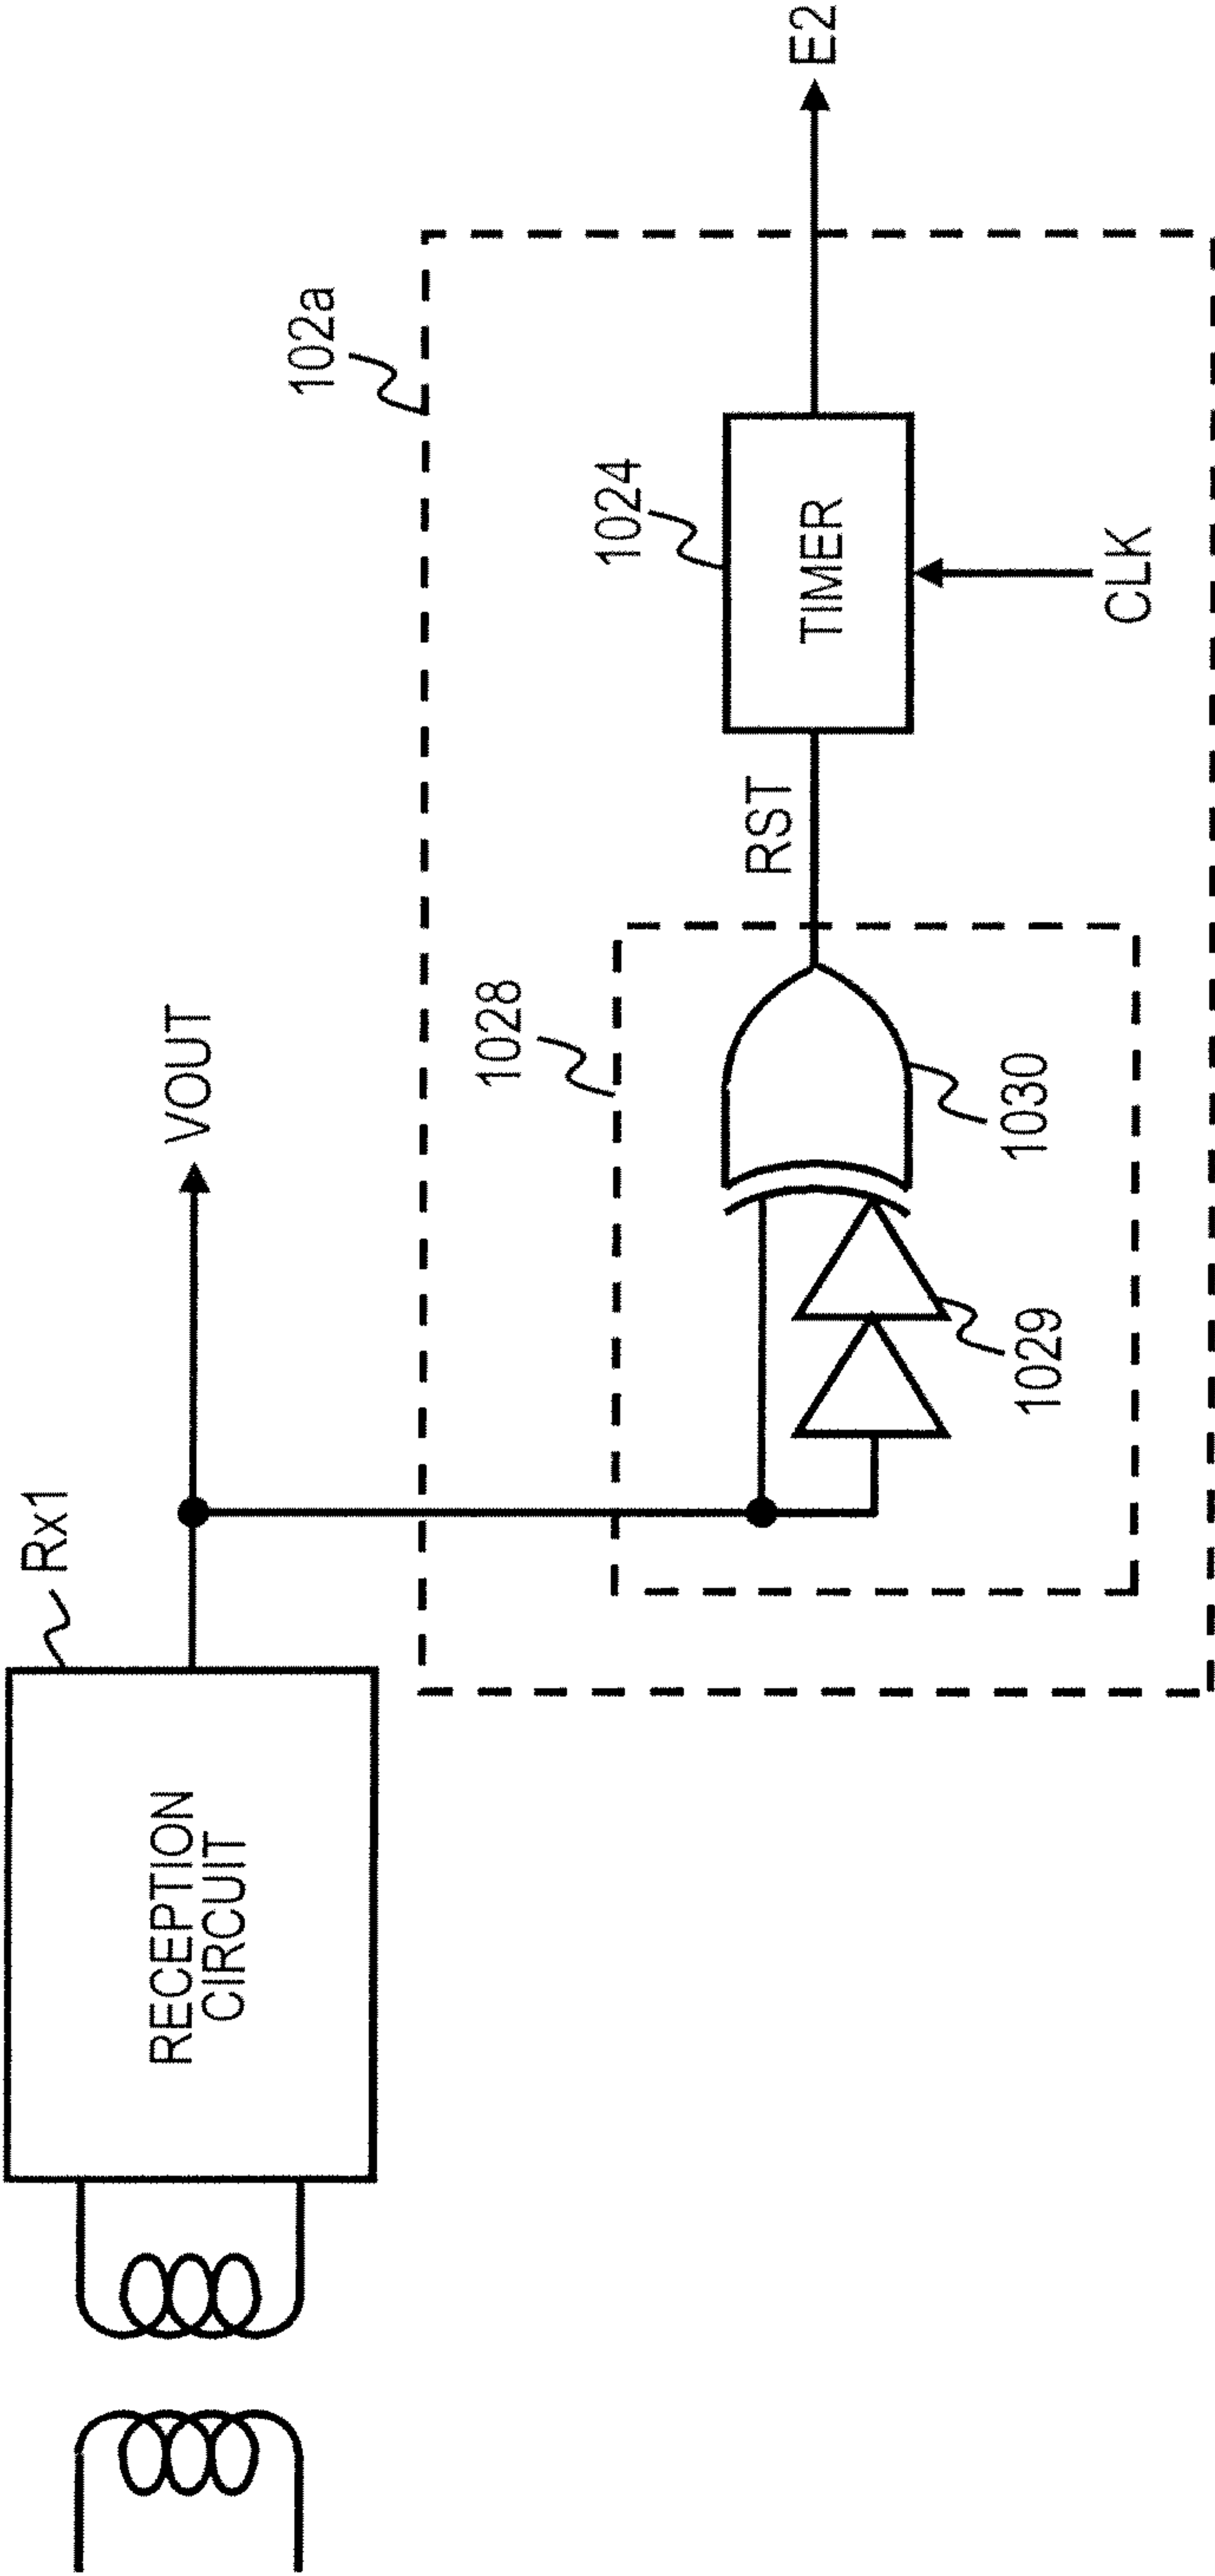 Rx1
RECEPTION
CIRCUIT
VOUT
102a
1028
1024
RST
TIMER
E2
1029
1030
CLK